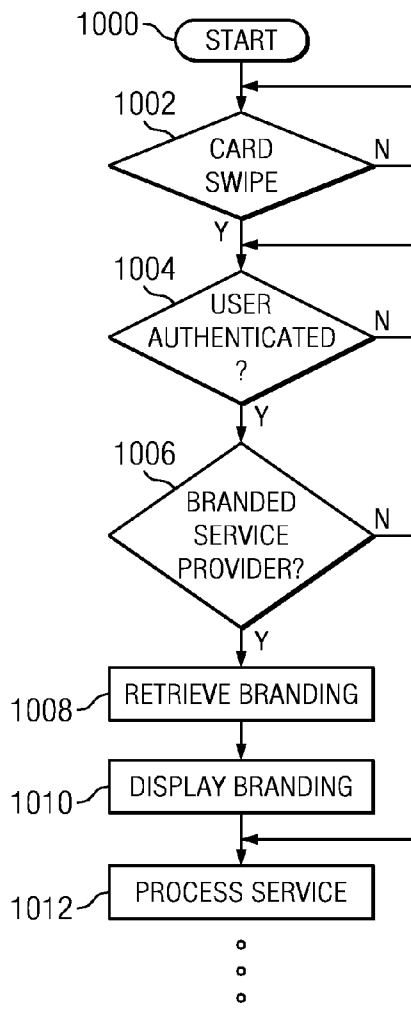 1000
START
1002
CARD
SWIPE
N
Y
1004
USER
AUTHENTICATED
?
N
Y
1006
BRANDED
SERVICE
PROVIDER?
N
Y
1008
RETRIEVE BRANDING
1010
DISPLAY BRANDING
1012
PROCESS SERVICE